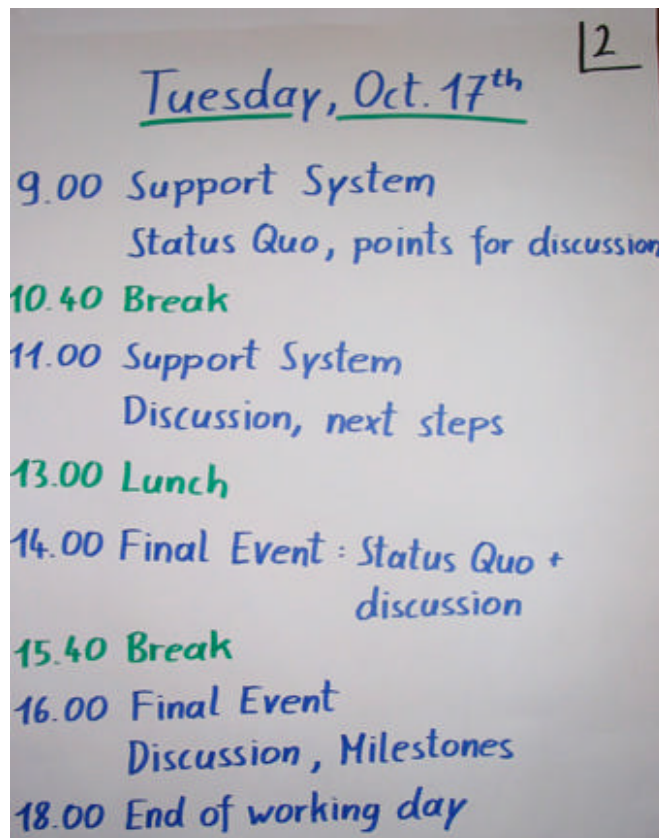 2
Tuesday, Oct. 17th
9.00 Support System
Status Quo, points for discussion
10.40 Break
11.00 Support System
Discussion, next steps
13.00 Lunch
14.00 Final Event : Status Quo +
discussion
15.40 Break
16.00 Final Event
Discussion, Milestones
18.00 End of working day